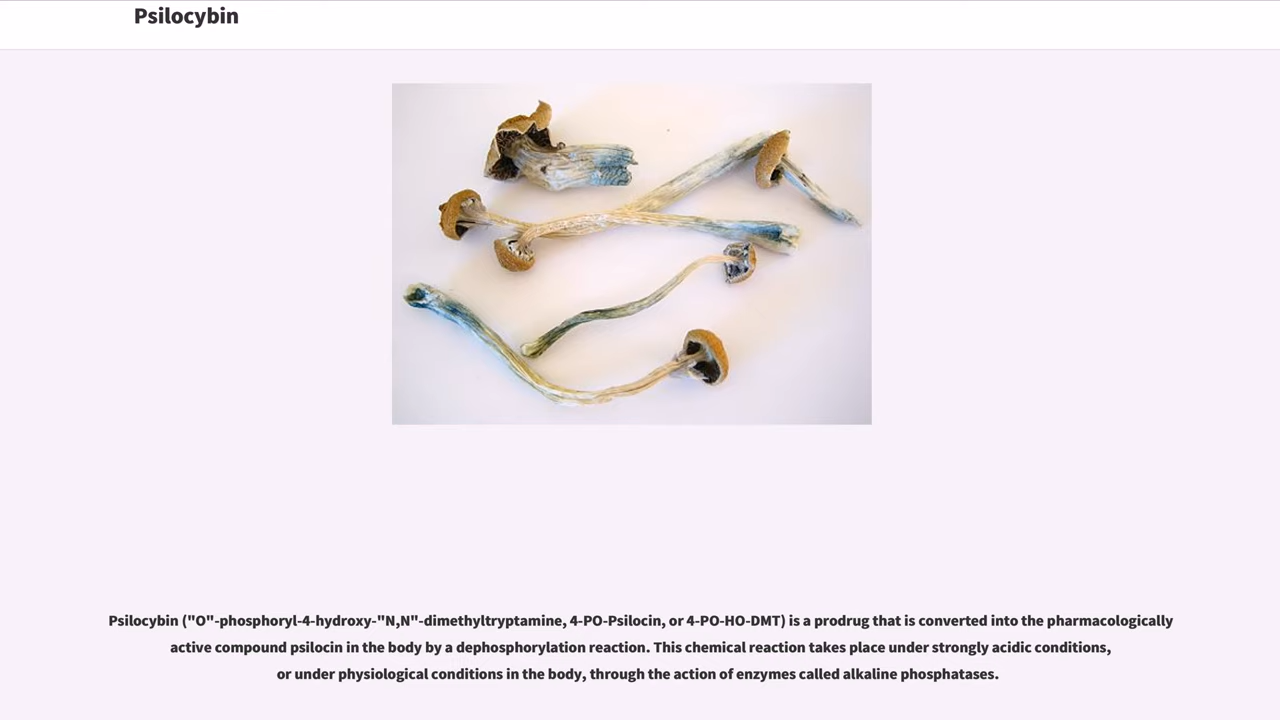 Psilocybin
Psilocybin ("O"-phosphoryl-4-hydroxy-"N,N"-dimethyltryptamine, 4-PO-Psilocin, or 4-PO-HO-DMT) is a prodrug that is converted into the pharmacologically
active compound psilocin in the body by a dephosphorylation reaction. This chemical reaction takes place under strongly acidic conditions,
or under physiological conditions in the body, through the action of enzymes called alkaline phosphatases.